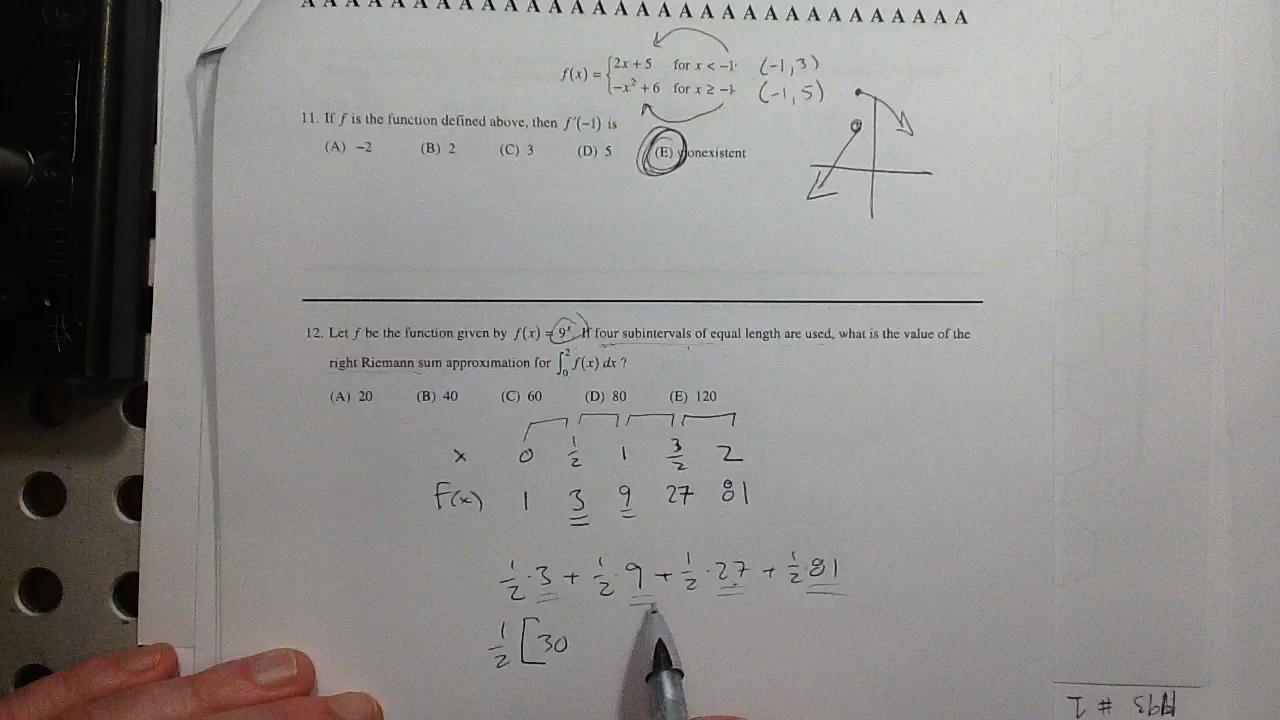 A A A A A A A A A A A A A A A A A A A A A A A A A A A A A A A
f(x) = { 2x + 5 for x < −1 (−1, 3)
−x² + 6 for x ≥ −1 (−1, 5)
11. If f is the function defined above, then f′(−1) is
(A) −2 (B) 2 (C) 3 (D) 5 (E) nonexistent
12. Let f be the function given by f(x) = 9ˣ. If four subintervals of equal length are used, what is the value of the
right Riemann sum approximation for ∫₀² f(x) dx ?
(A) 20 (B) 40 (C) 60 (D) 80 (E) 120
x 0 1/2 1 3/2 2
f(x) 1 3 9 27 81
1/2 · 3 + 1/2 · 9 + 1/2 · 27 + 1/2 · 81
1/2 [30
1993 # 1